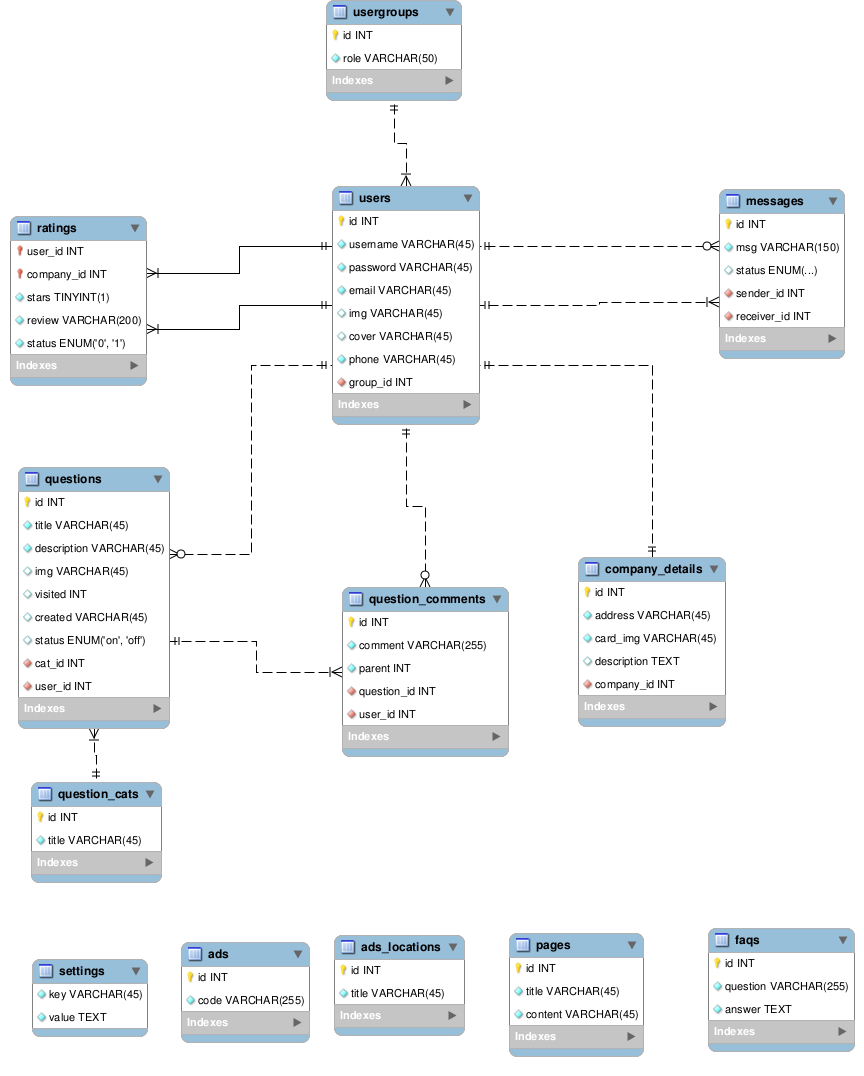 usergroups
id INT
role VARCHAR(50)
Indexes
users
id INT
username VARCHAR(45)
password VARCHAR(45)
email VARCHAR(45)
img VARCHAR(45)
cover VARCHAR(45)
phone VARCHAR(45)
group_id INT
Indexes
messages
id INT
msg VARCHAR(150)
status ENUM(...)
sender_id INT
receiver_id INT
Indexes
ratings
user_id INT
company_id INT
stars TINYINT(1)
review VARCHAR(200)
status ENUM('0', '1')
Indexes
questions
id INT
title VARCHAR(45)
description VARCHAR(45)
img VARCHAR(45)
visited INT
created VARCHAR(45)
status ENUM('on', 'off')
cat_id INT
user_id INT
Indexes
question_comments
id INT
comment VARCHAR(255)
parent INT
question_id INT
user_id INT
Indexes
company_details
id INT
address VARCHAR(45)
card_img VARCHAR(45)
description TEXT
company_id INT
Indexes
question_cats
id INT
title VARCHAR(45)
Indexes
settings
key VARCHAR(45)
value TEXT
ads
id INT
code VARCHAR(255)
Indexes
ads_locations
id INT
title VARCHAR(45)
Indexes
pages
id INT
title VARCHAR(45)
content VARCHAR(45)
Indexes
faqs
id INT
question VARCHAR(255)
answer TEXT
Indexes